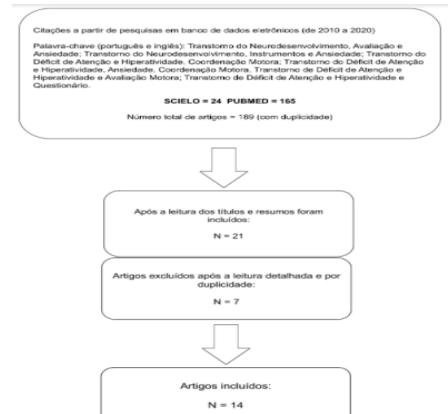 Citações a partir de pesquisas em banco de dados eletrônicos (de 2010 a 2020)
Palavra-chave (português e inglês): Transtorno do Neurodesenvolvimento, Avaliação e
Ansiedade; Transtorno do Neurodesenvolvimento, Instrumentos e Ansiedade; Transtorno do
Déficit de Atenção e Hiperatividade, Coordenação Motora; Transtorno do Déficit de Atenção
e Hiperatividade, Ansiedade, Coordenação Motora, Transtorno de Déficit de Atenção e
Hiperatividade e Avaliação Motora; Transtorno de Déficit de Atenção e Hiperatividade e
Questionário.
SCIELO = 24 PUBMED = 165
Número total de artigos = 189 (com duplicidade)
Após a leitura dos títulos e resumos foram
incluídos:
N = 21
Artigos excluídos após a leitura detalhada e por
duplicidade:
N = 7
Artigos incluídos:
N = 14